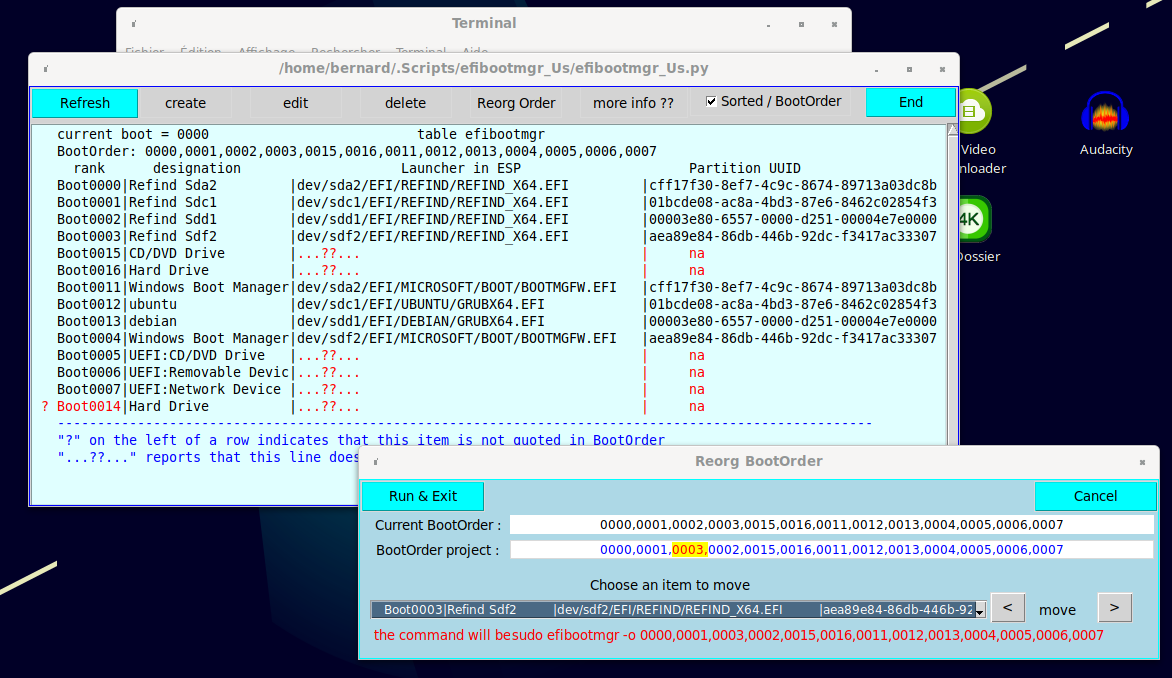 Terminal
Fichier Édition Affichage Rechercher Terminal Aide
/home/bernard/.Scripts/efibootmgr_Us/efibootmgr_Us.py
Refresh create edit delete Reorg Order more info ?? Sorted / BootOrder End
current boot = 0000 table efibootmgr
BootOrder: 0000,0001,0002,0003,0015,0016,0011,0012,0013,0004,0005,0006,0007
rank designation Launcher in ESP Partition UUID
Boot0000|Refind Sda2 |dev/sda2/EFI/REFIND/REFIND_X64.EFI |cff17f30-8ef7-4c9c-8674-89713a03dc8b
Boot0001|Refind Sdc1 |dev/sdc1/EFI/REFIND/REFIND_X64.EFI |01bcde08-ac8a-4bd3-87e6-8462c02854f3
Boot0002|Refind Sdd1 |dev/sdd1/EFI/REFIND/REFIND_X64.EFI |00003e80-6557-0000-d251-00004e7e0000
Boot0003|Refind Sdf2 |dev/sdf2/EFI/REFIND/REFIND_X64.EFI |aea89e84-86db-446b-92dc-f3417ac33307
Boot0015|CD/DVD Drive |...??... | na
Boot0016|Hard Drive |...??... | na
Boot0011|Windows Boot Manager|dev/sda2/EFI/MICROSOFT/BOOT/BOOTMGFW.EFI |cff17f30-8ef7-4c9c-8674-89713a03dc8b
Boot0012|ubuntu |dev/sdc1/EFI/UBUNTU/GRUBX64.EFI |01bcde08-ac8a-4bd3-87e6-8462c02854f3
Boot0013|debian |dev/sdd1/EFI/DEBIAN/GRUBX64.EFI |00003e80-6557-0000-d251-00004e7e0000
Boot0004|Windows Boot Manager|dev/sdf2/EFI/MICROSOFT/BOOT/BOOTMGFW.EFI |aea89e84-86db-446b-92dc-f3417ac33307
Boot0005|UEFI:CD/DVD Drive |...??... | na
Boot0006|UEFI:Removable Devic|...??... | na
Boot0007|UEFI:Network Device |...??... | na
? Boot0014|Hard Drive |...??... | na
------------------------------------------------------------------------------------------------------
"?" on the left of a row indicates that this item is not quoted in BootOrder
"...??..." reports that this line does
Video
nloader
Audacity
4K
Dossier
Reorg BootOrder
Run & Exit Cancel
Current BootOrder : 0000,0001,0002,0003,0015,0016,0011,0012,0013,0004,0005,0006,0007
BootOrder project : 0000,0001,0003,0002,0015,0016,0011,0012,0013,0004,0005,0006,0007
Choose an item to move
Boot0003|Refind Sdf2 |dev/sdf2/EFI/REFIND/REFIND_X64.EFI |aea89e84-86db-446b-92 < move >
the command will be sudo efibootmgr -o 0000,0001,0003,0002,0015,0016,0011,0012,0013,0004,0005,0006,0007